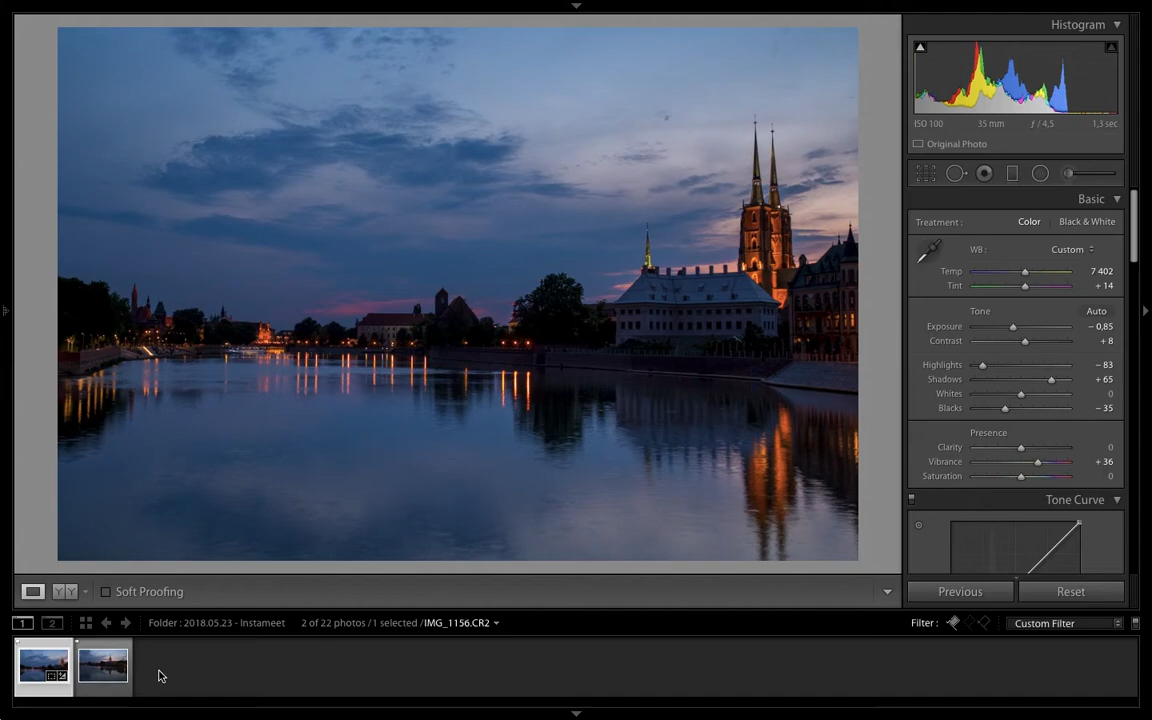 Histogram
ISO 100 35 mm ƒ / 4,5 1,3 sec
Original Photo
Basic
Treatment : Color Black & White
WB : Custom
Temp 7 402
Tint + 14
Tone Auto
Exposure − 0,85
Contrast + 8
Highlights − 83
Shadows + 65
Whites 0
Blacks − 35
Presence
Clarity 0
Vibrance + 36
Saturation 0
Tone Curve
Y Y Soft Proofing Previous Reset
1 2 Folder : 2018.05.23 - Instameet 2 of 22 photos / 1 selected / IMG_1156.CR2 Filter : Custom Filter